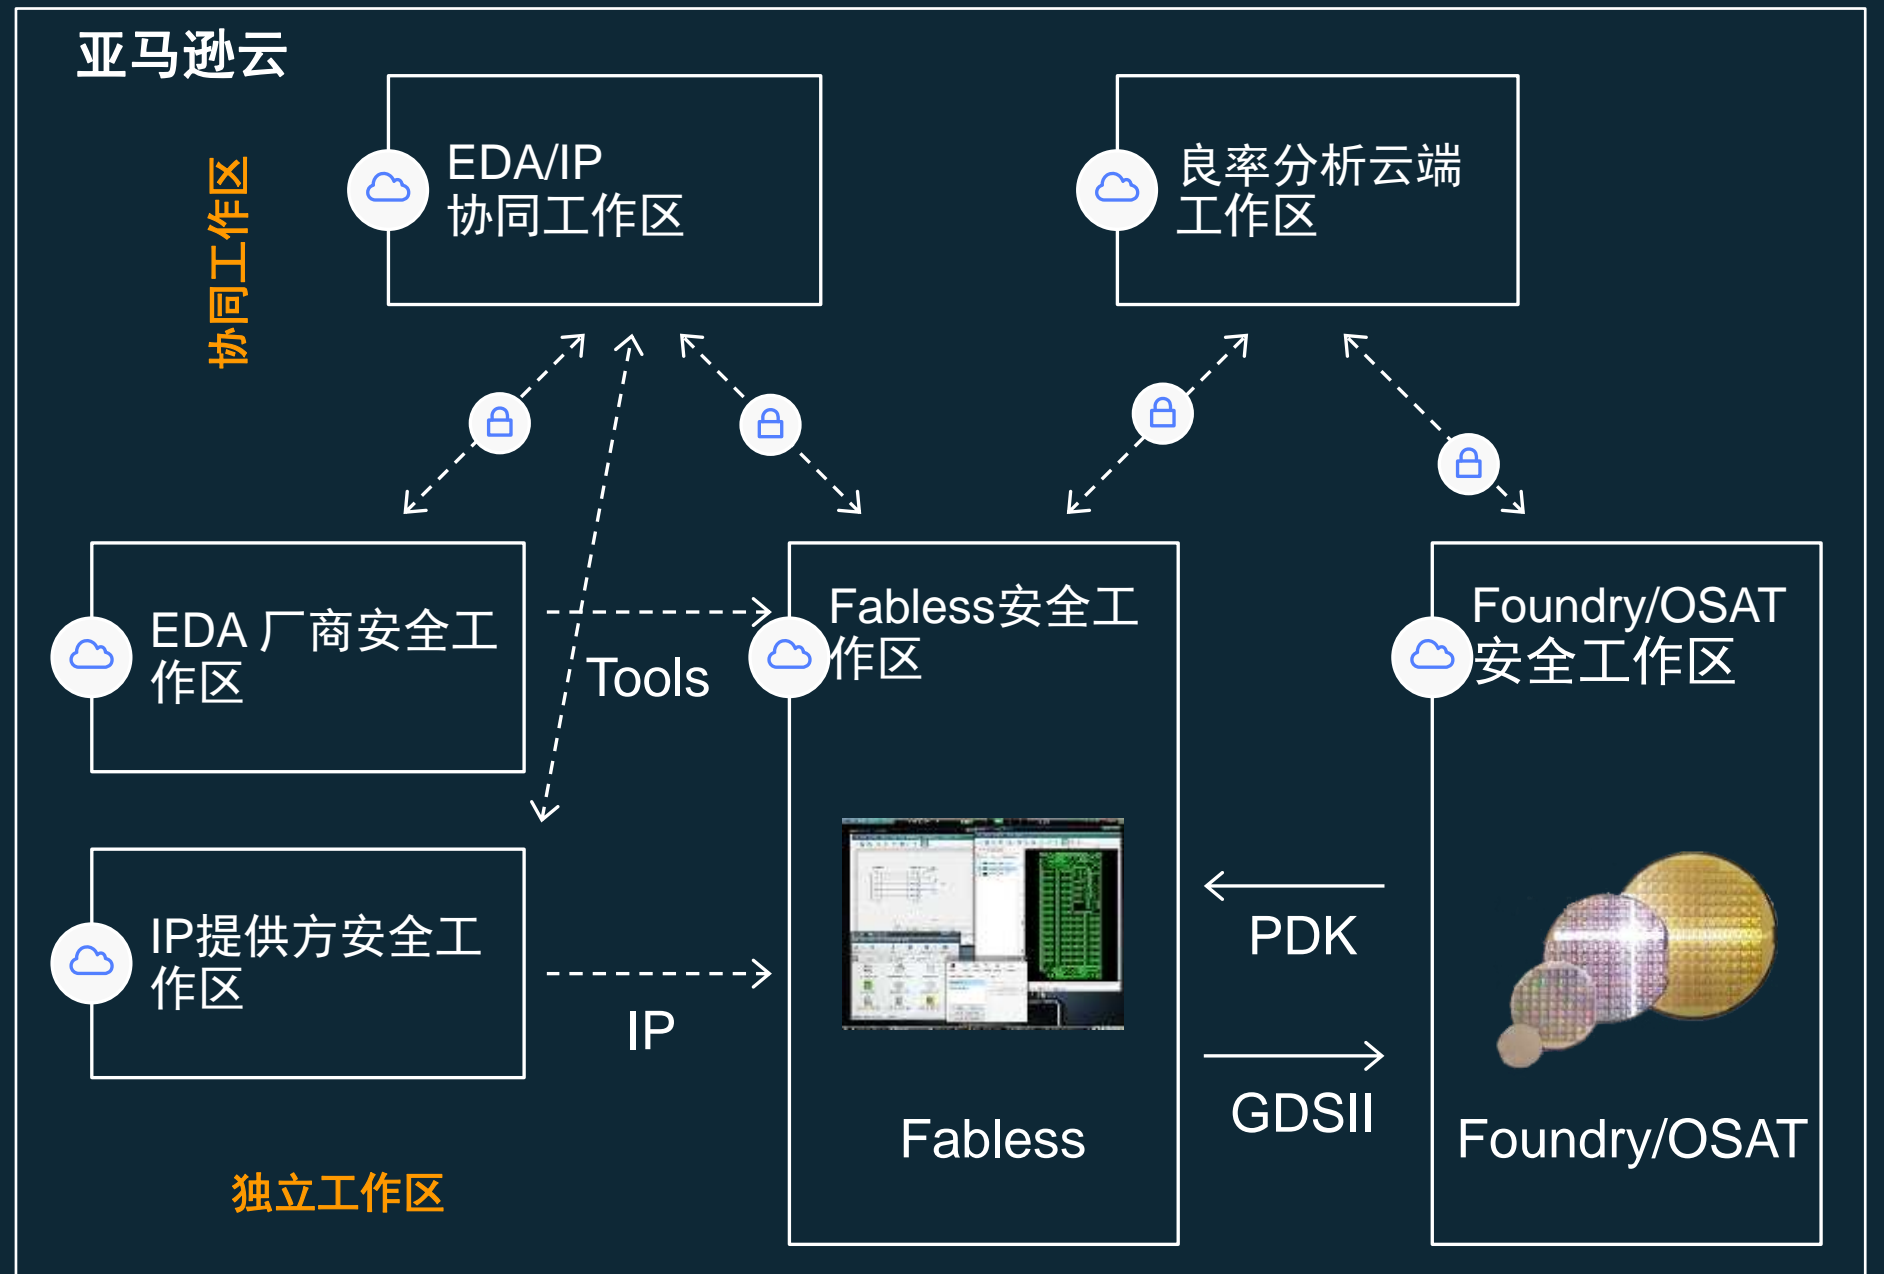 亚马逊云
协同工作区
EDA/IP
协同工作区
良率分析云端
工作区
EDA 厂商安全工
作区
Tools
Fabless安全工
作区
Foundry/OSAT
安全工作区
IP提供方安全工
作区
IP
PDK
GDSII
Fabless
Foundry/OSAT
独立工作区